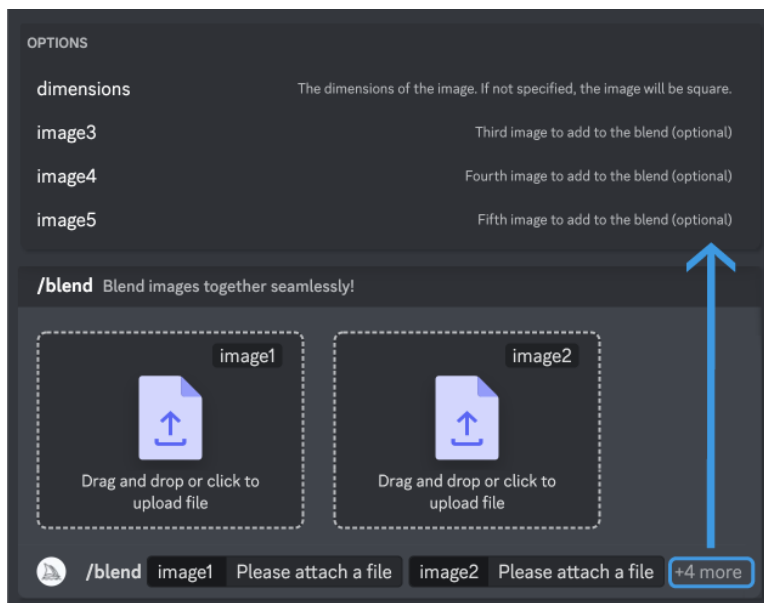 OPTIONS
dimensions The dimensions of the image. If not specified, the image will be square.
image3 Third image to add to the blend (optional)
image4 Fourth image to add to the blend (optional)
image5 Fifth image to add to the blend (optional)
/blend Blend images together seamlessly!
image1 image2
Drag and drop or click to upload file
Drag and drop or click to upload file
/blend image1 Please attach a file image2 Please attach a file +4 more